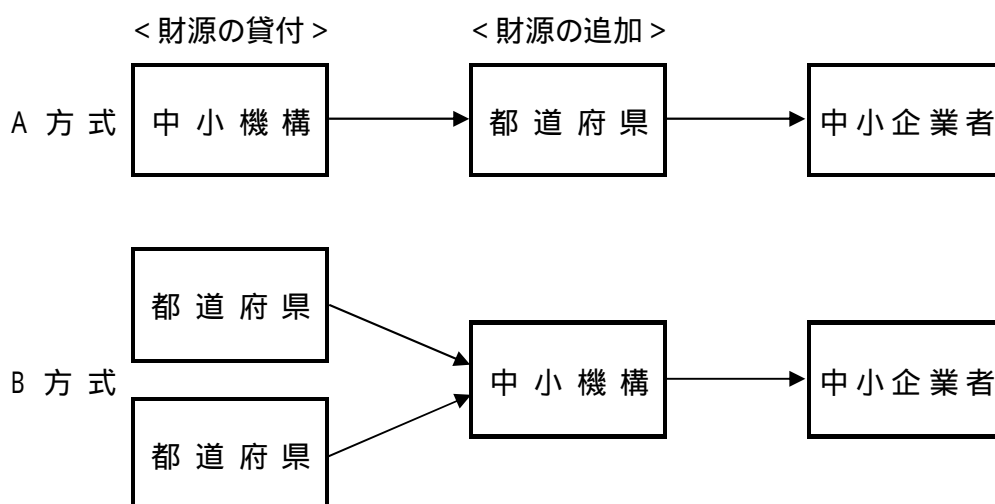 <財源の貸付> <財源の追加>
A方式 中小機構 都道府県 中小企業者
都道府県
B方式 中小機構 中小企業者
都道府県